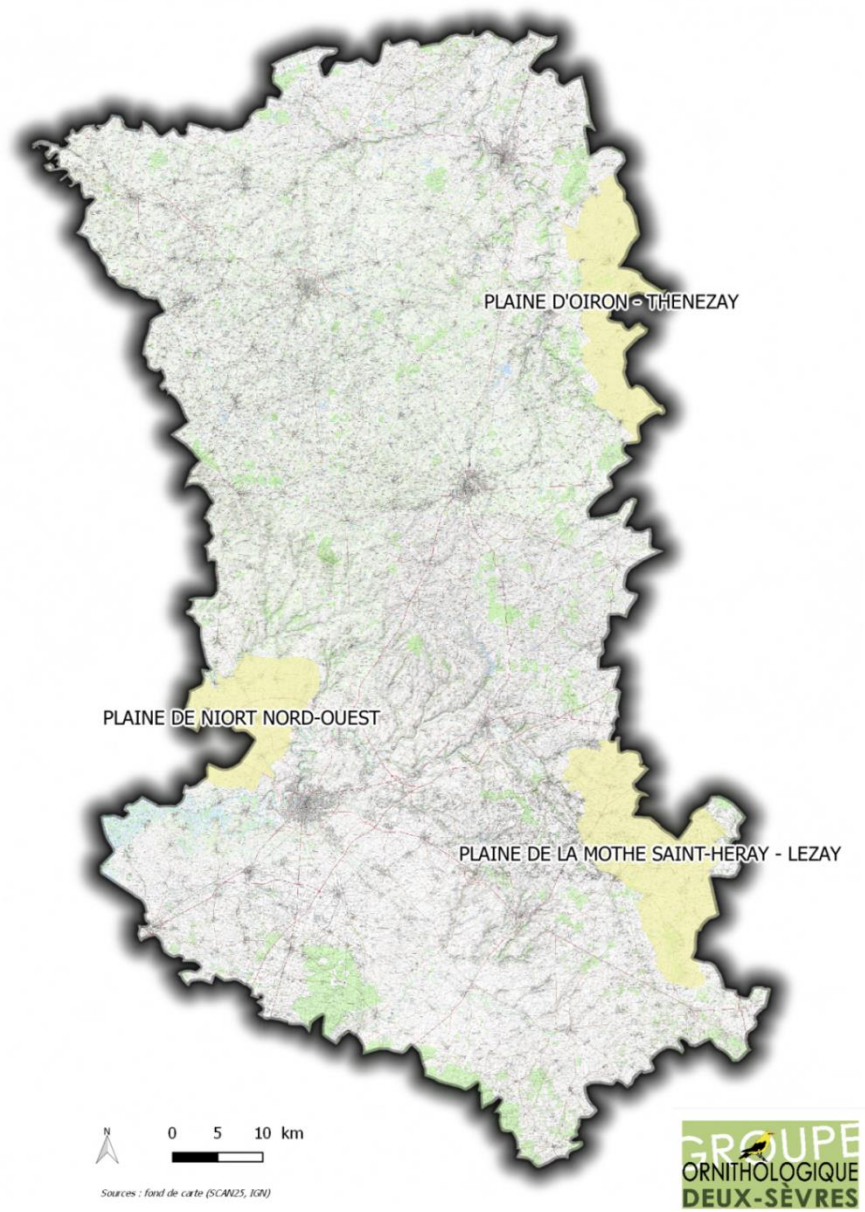 PLAINE D'OIRON - THENEZAY
PLAINE DE NIORT NORD-OUEST
PLAINE DE LA MOTHE SAINT-HERAY - LEZAY
N
0 5 10 km
Sources : fond de carte (SCAN25, IGN)
GROUPE
ORNITHOLOGIQUE
DEUX-SÈVRES